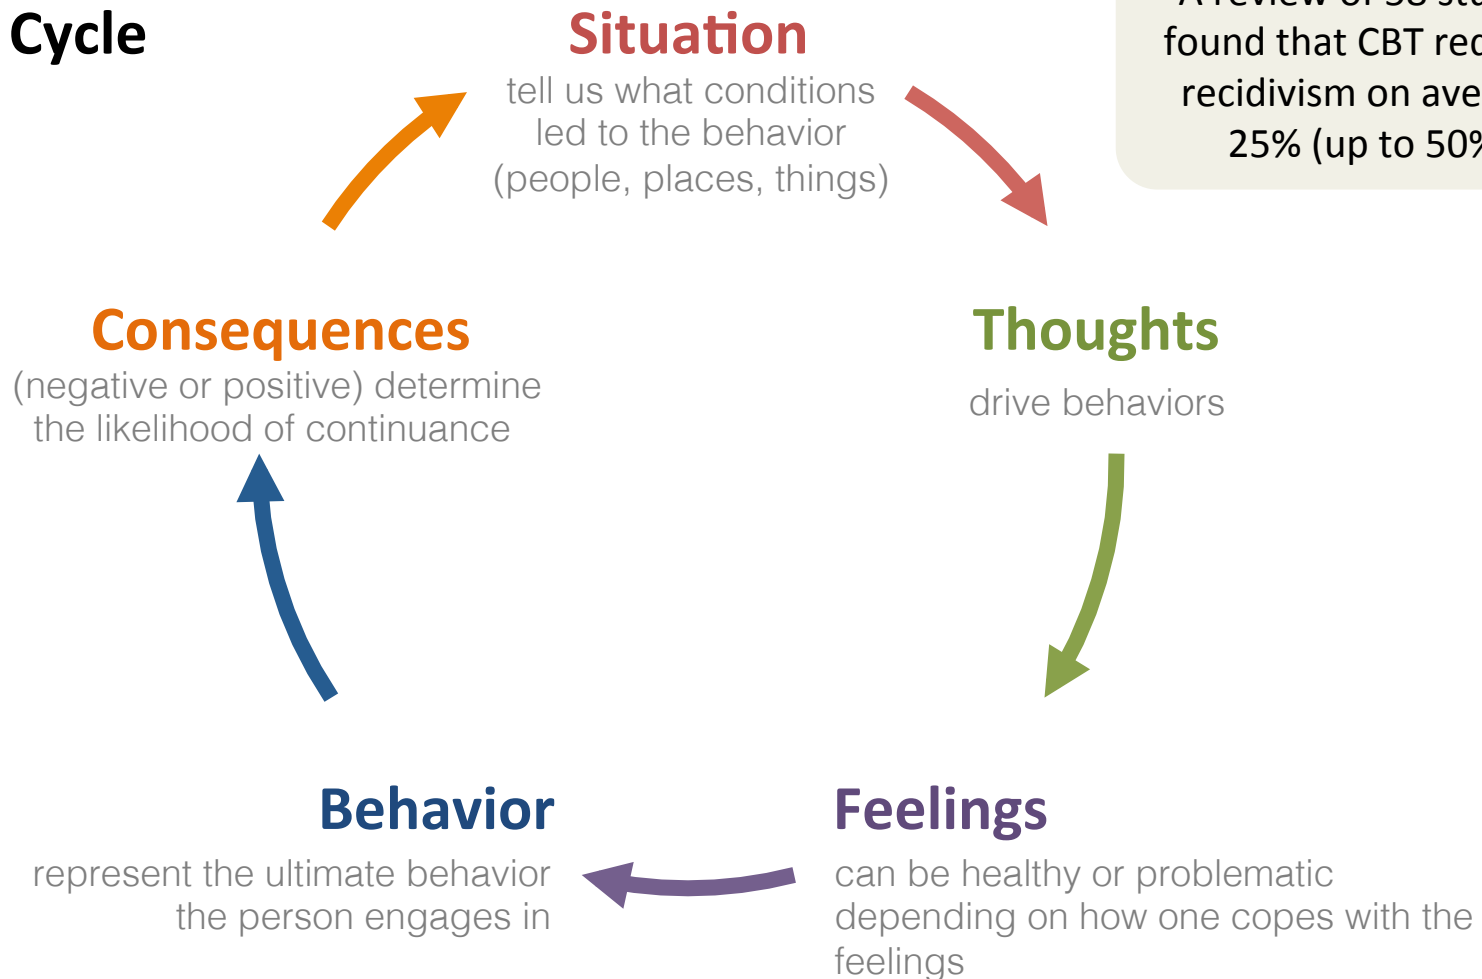 Cycle
Situation
tell us what conditions
led to the behavior
(people, places, things)
found that CBT
recidivism on
25% (up to 50%
Consequences
(negative or positive) determine
the likelihood of continuance
Thoughts
drive behaviors
Behavior
represent the ultimate behavior
the person engages in
Feelings
can be healthy or problematic
depending on how one copes with the
feelings